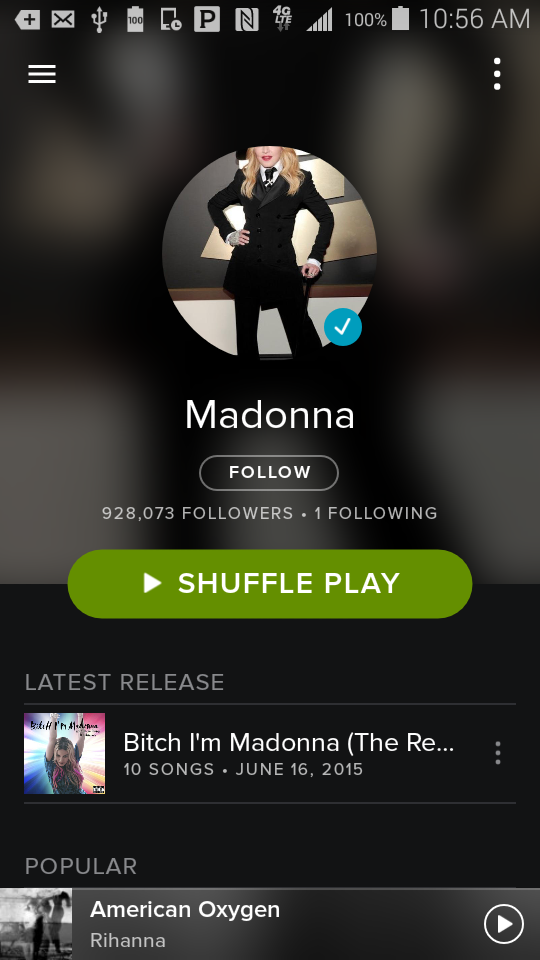 100 4G LTE 100% 10:56 AM
Madonna
FOLLOW
928,073 FOLLOWERS • 1 FOLLOWING
SHUFFLE PLAY
LATEST RELEASE
Bitch I'm Madonna
Bitch I'm Madonna (The Re...
10 SONGS • JUNE 16, 2015
POPULAR
American Oxygen
Rihanna